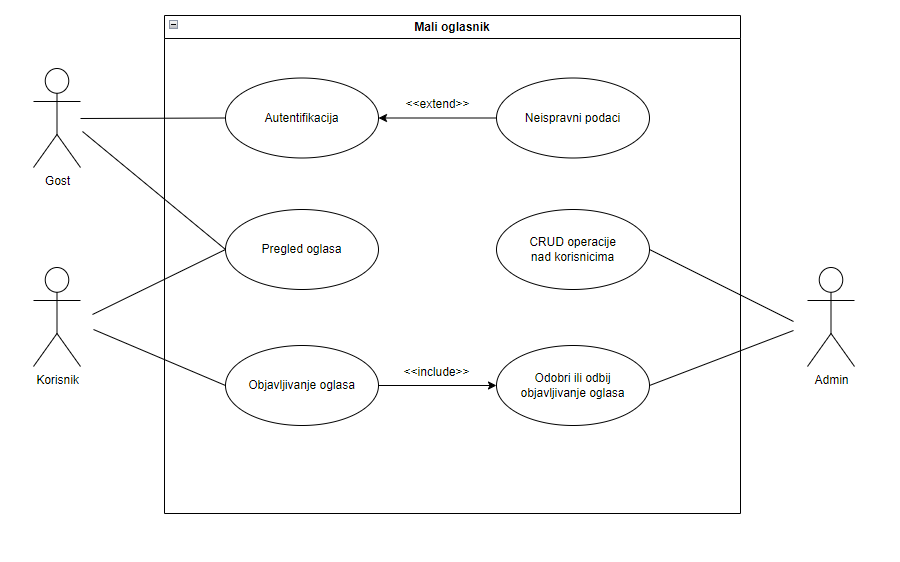 Mali oglasnik
Autentifikacija
<<extend>>
Neispravni podaci
Gost
Pregled oglasa
CRUD operacije
nad korisnicima
Korisnik
Objavljivanje oglasa
<<include>>
Odobri ili odbij
objavljivanje oglasa
Admin